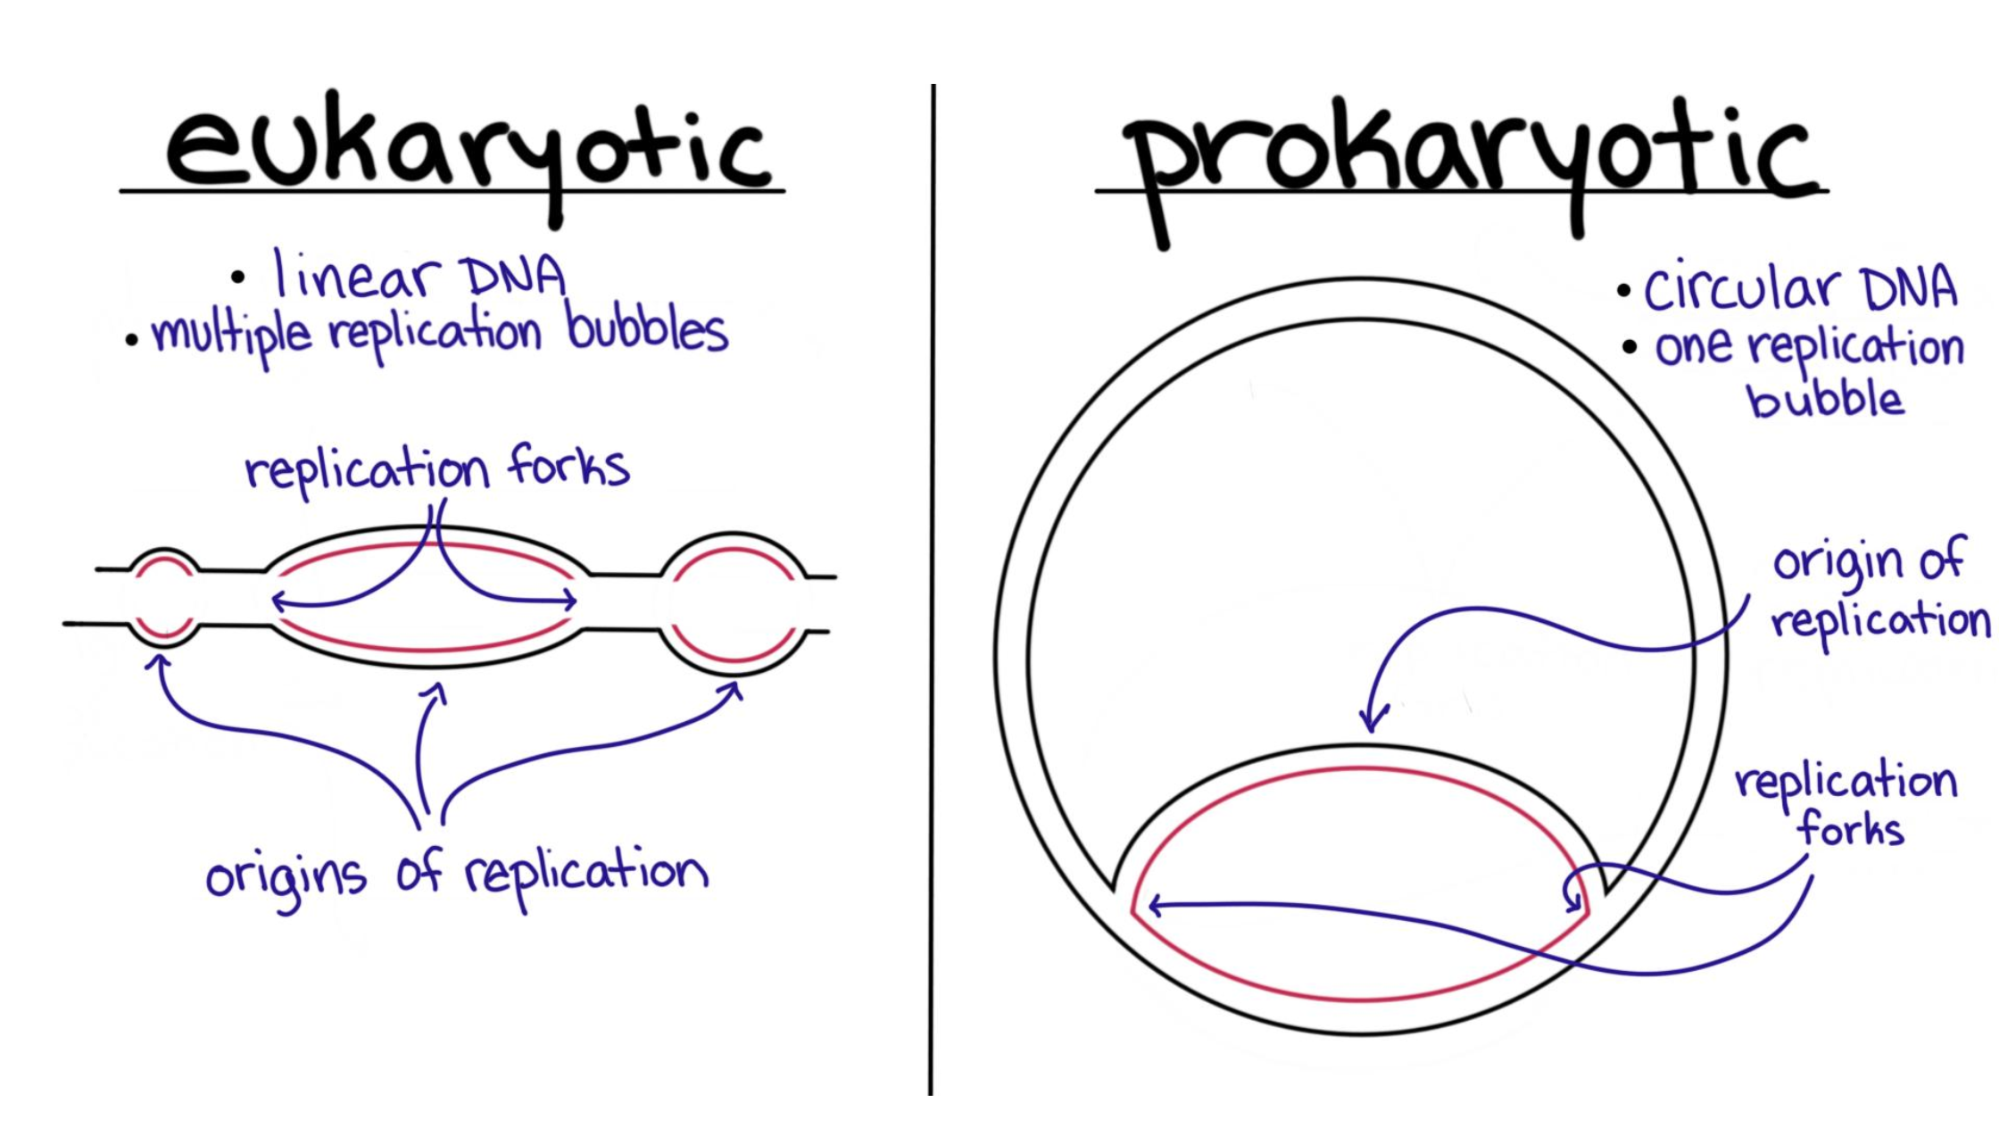 eukaryotic
• linear DNA
• multiple replication bubbles
replication forks
origins of replication
prokaryotic
• circular DNA
• one replication
bubble
origin of
replication
replication
forks